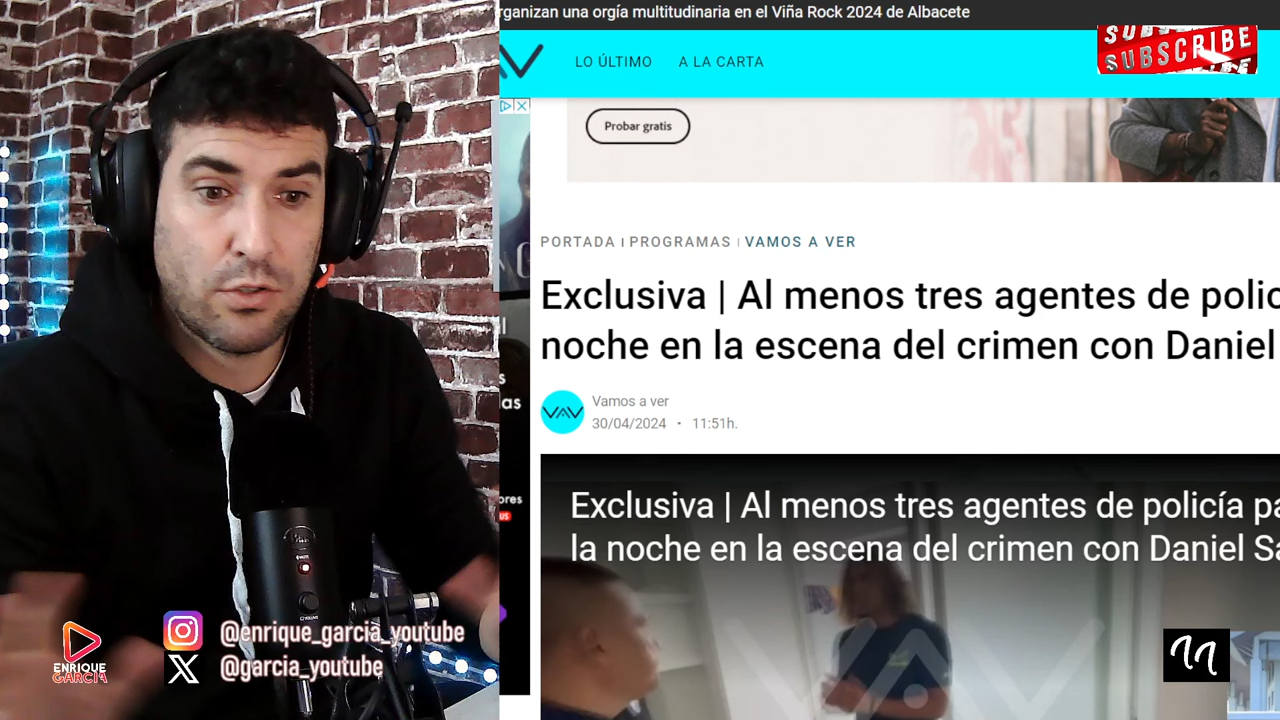 rganizan una orgía multitudinaria en el Viña Rock 2024 de Albacete
SUBSCRIBE
LO ÚLTIMO
A LA CARTA
Probar gratis
PORTADA | PROGRAMAS | VAMOS A VER
Exclusiva | Al menos tres agentes de polic
noche en la escena del crimen con Daniel
VAV
Vamos a ver
30/04/2024 • 11:51h.
Exclusiva | Al menos tres agentes de policía pa
la noche en la escena del crimen con Daniel Sa
as
ores
ENRIQUE
GARCIA
@enrique_garcia_youtube
@garcia_youtube